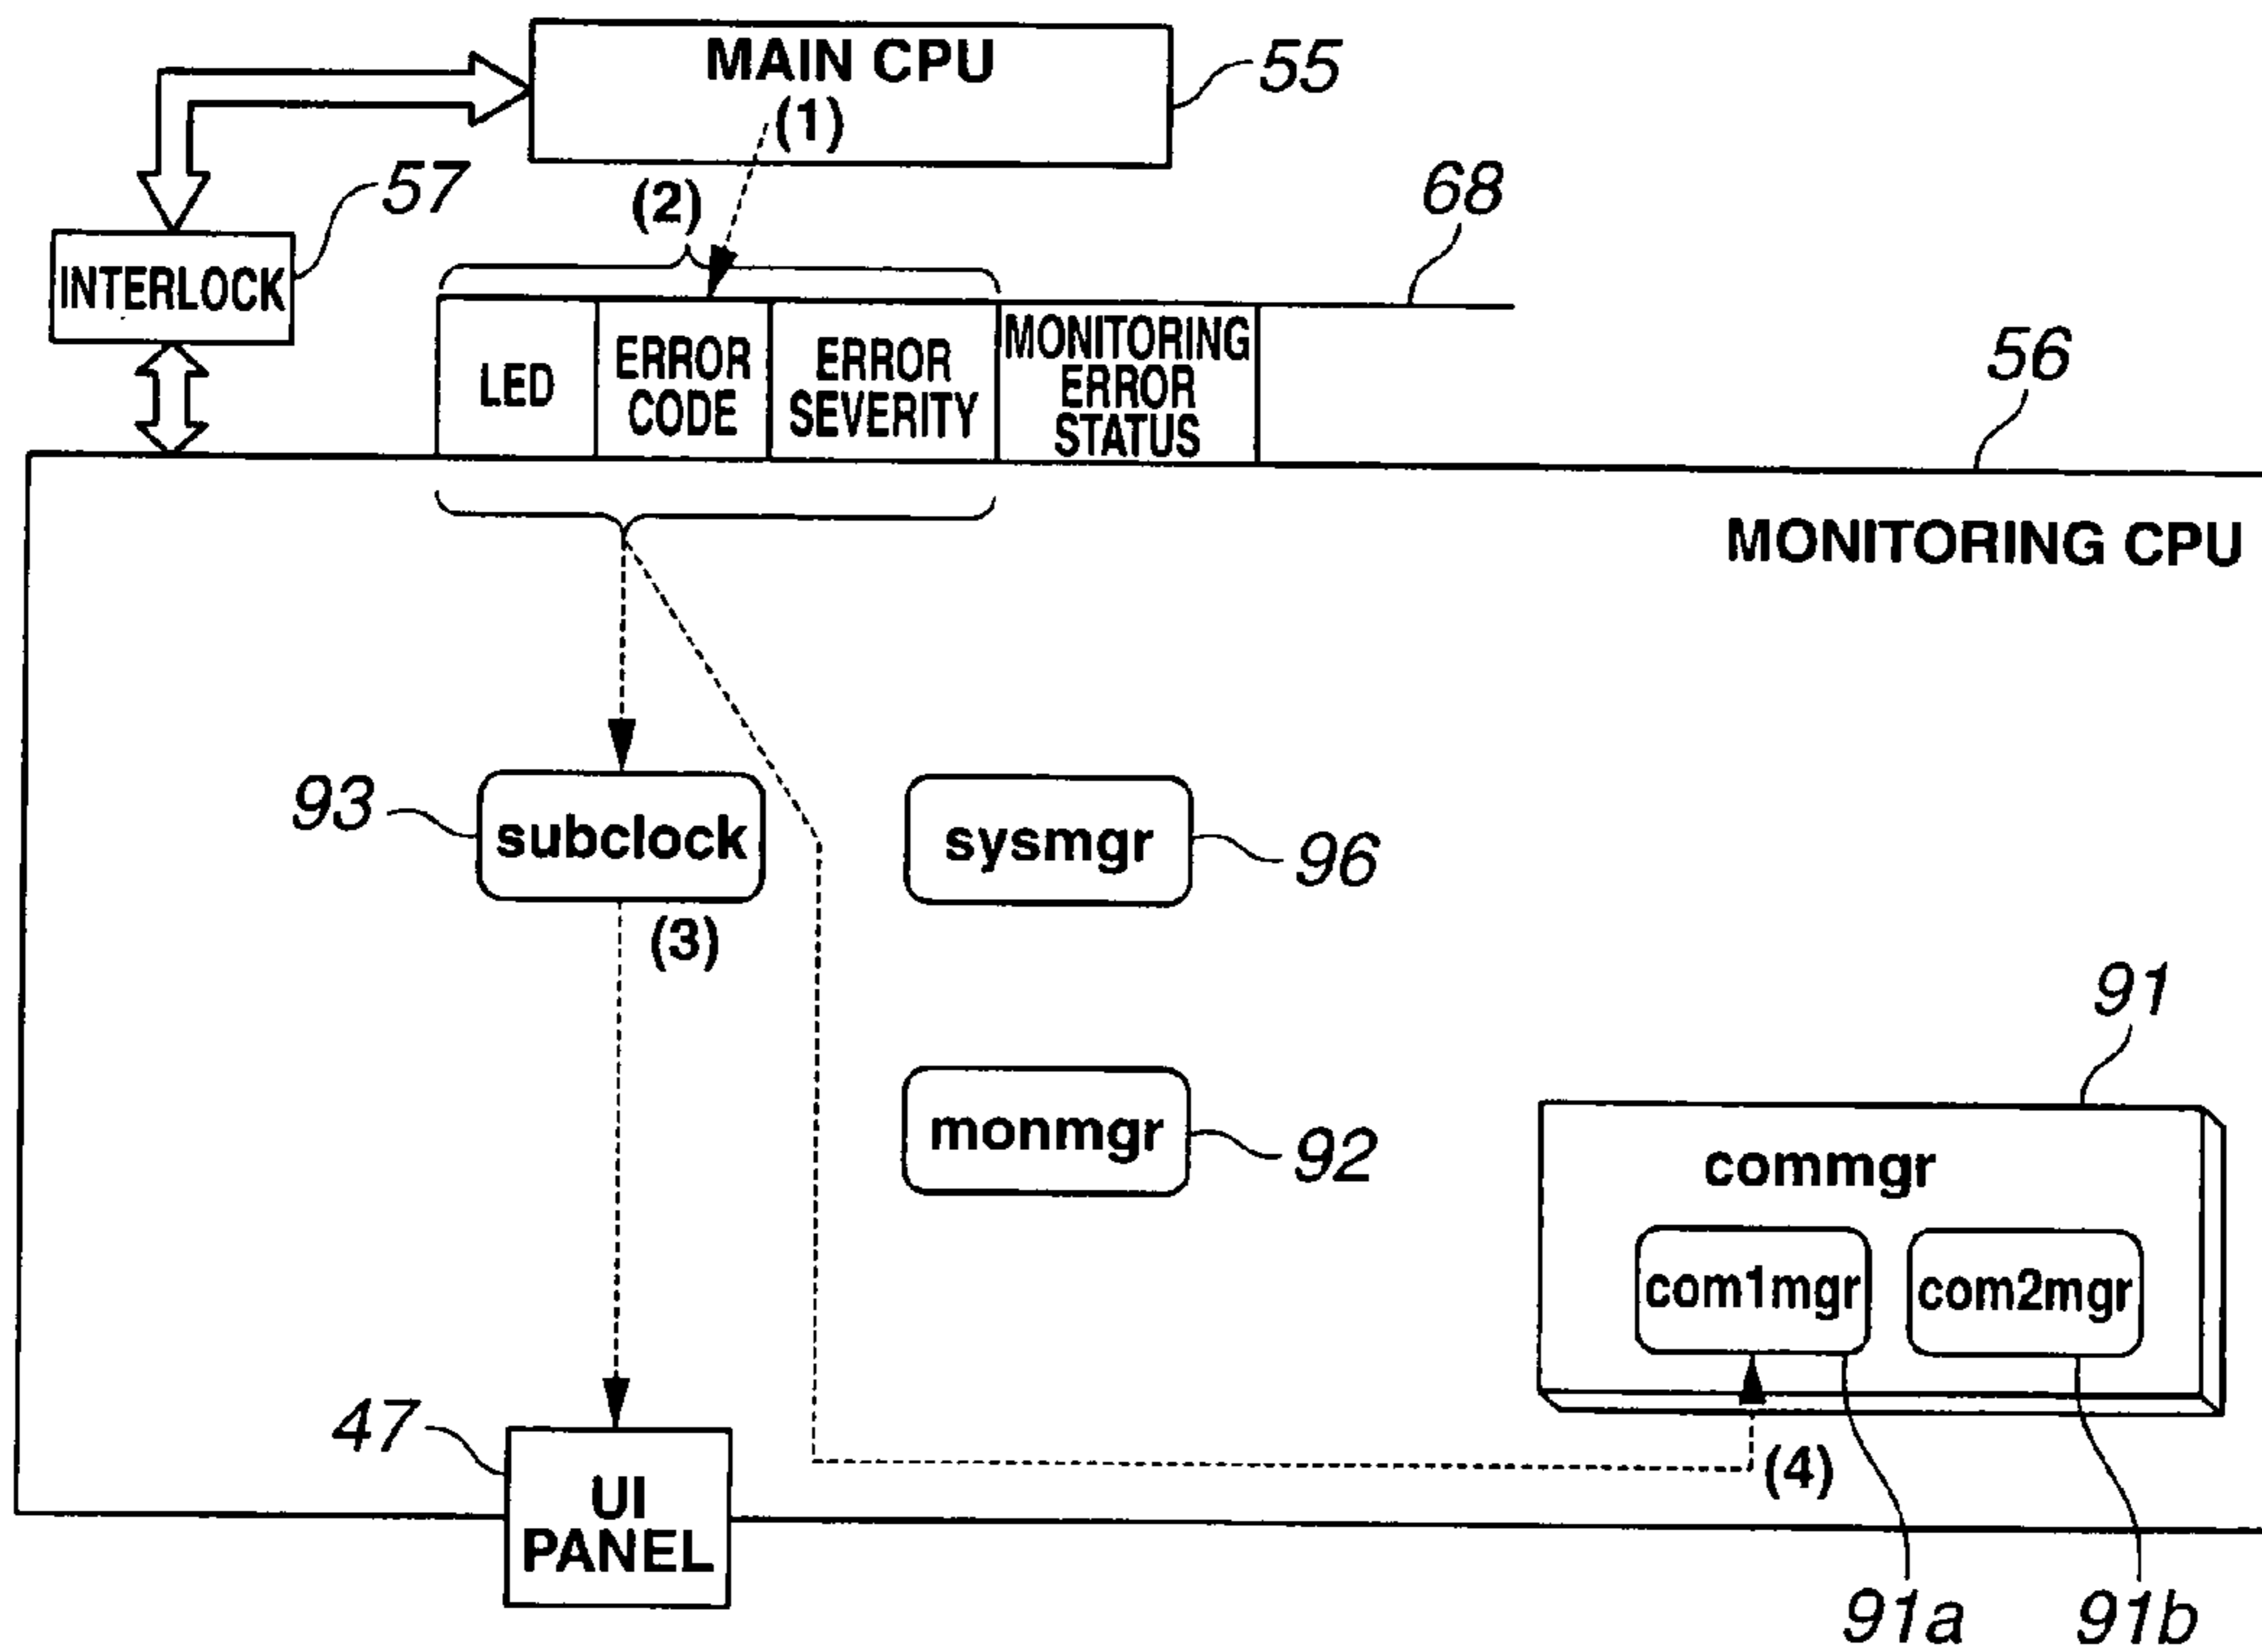 MAIN CPU
(1)
55
57
(2)
68
INTERLOCK
LED
ERROR
CODE
ERROR
SEVERITY
MONITORING
ERROR
STATUS
56
MONITORING CPU
93
subclock
sysmgr
96
(3)
91
monmgr
92
commgr
com1mgr
com2mgr
47
UI
PANEL
(4)
91a
91b